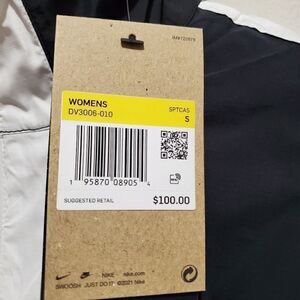 WOMENS
DV3006-010
SPTCAS
S
1 95870 08905 4
SUGGESTED RETAIL
$100.00
NIKE nike.com
SWOOSH JUST DO IT ©2021 Nike